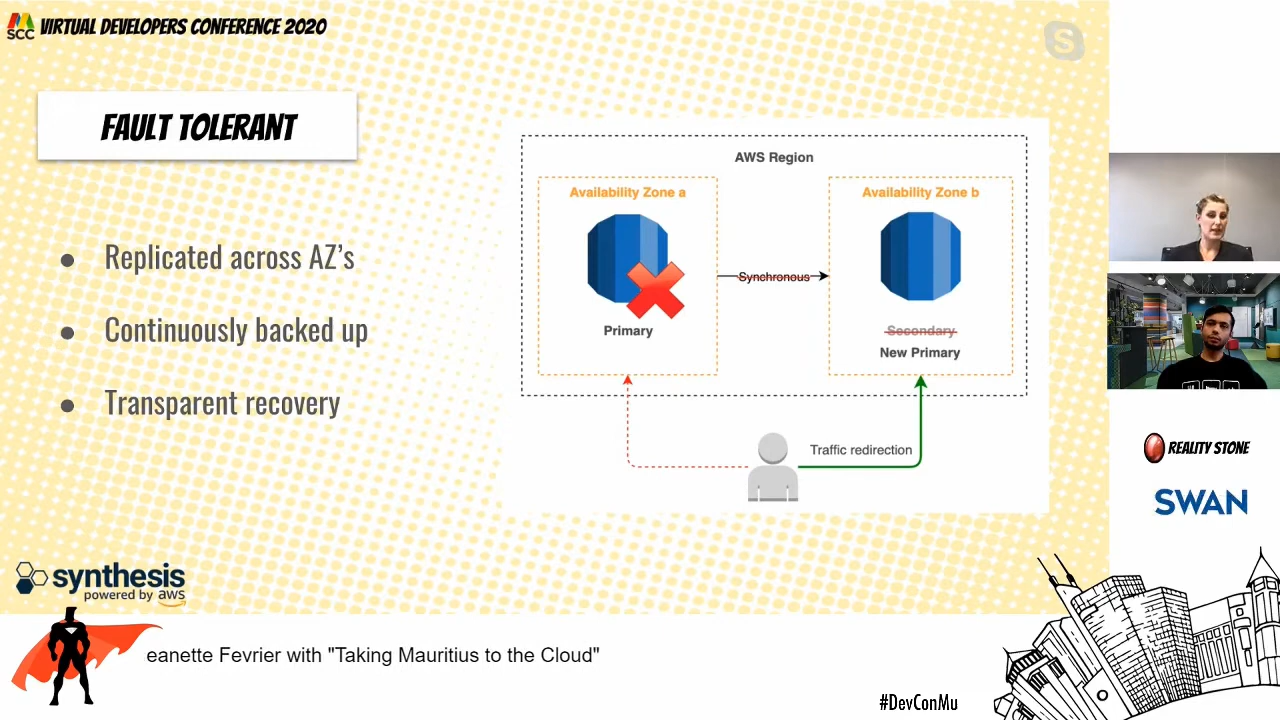 SCC VIRTUAL DEVELOPERS CONFERENCE 2020
S
FAULT TOLERANT
● Replicated across AZ’s
● Continuously backed up
● Transparent recovery
AWS Region
Availability Zone a
Availability Zone b
Synchronous
Primary
Secondary
New Primary
Traffic redirection
REALITY STONE
SWAN
synthesis
powered by aws
eanette Fevrier with "Taking Mauritius to the Cloud"
#DevConMu